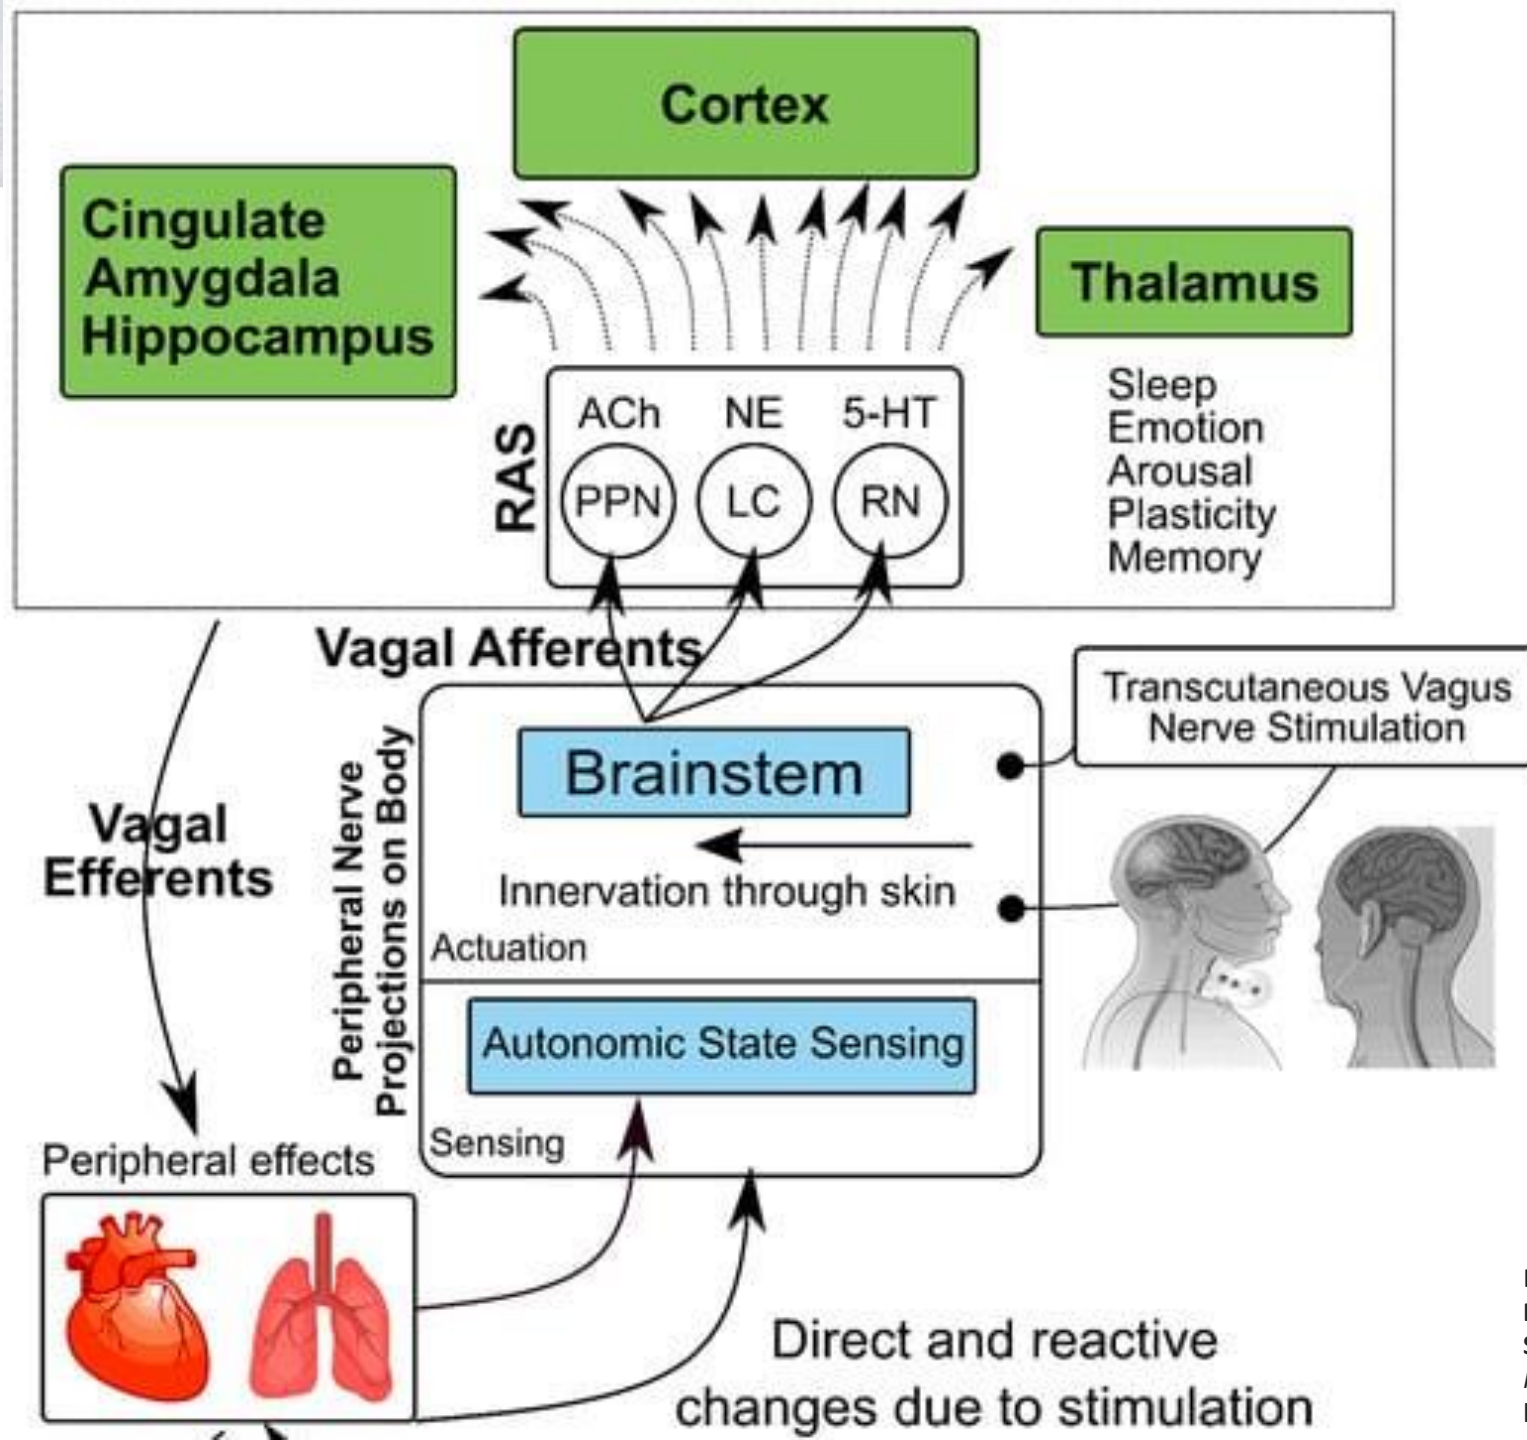 Cortex
Cingulate
Amygdala
Hippocampus
Thalamus
Sleep
Emotion
Arousal
Plasticity
Memory
RAS
ACh NE 5-HT
PPN LC RN
Vagal Afferents
Transcutaneous Vagus
Nerve Stimulation
Vagal
Efferents
Peripheral Nerve
Projections on Body
Brainstem
Innervation through skin
Actuation
Autonomic State Sensing
Sensing
Peripheral effects
Direct and reactive
changes due to stimulation